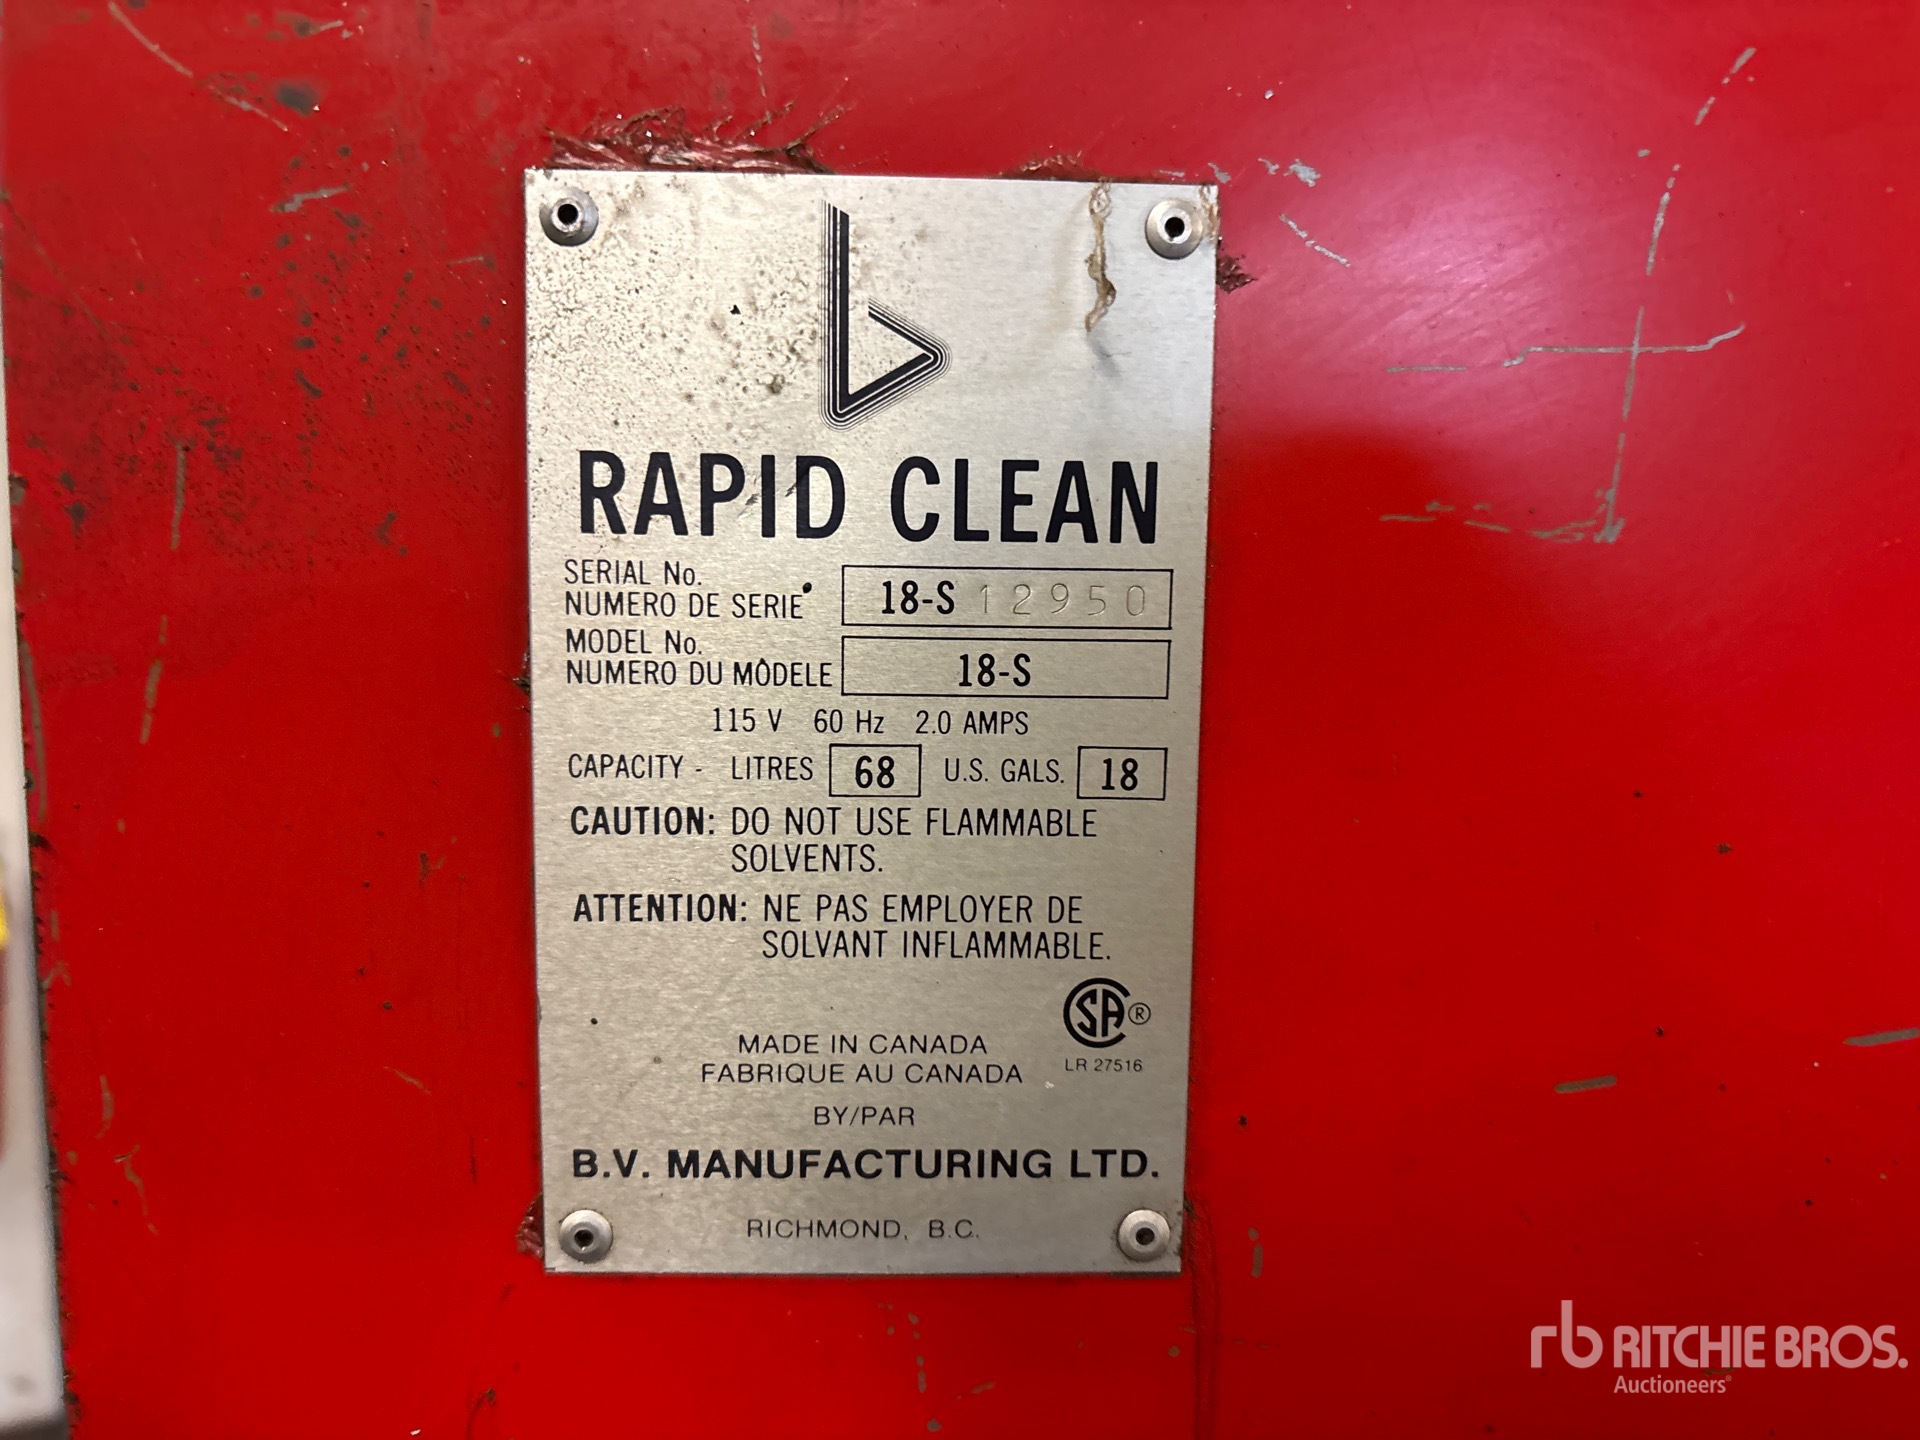 RAPID CLEAN
SERIAL No.
NUMERO DE SERIE 18-S 12950
MODEL No.
NUMERO DU MÔDELE 18-S
115 V 60 Hz 2.0 AMPS
CAPACITY - LITRES 68 U.S. GALS. 18
CAUTION: DO NOT USE FLAMMABLE
SOLVENTS.
ATTENTION: NE PAS EMPLOYER DE
SOLVANT INFLAMMABLE.
SA ®
LR 27516
MADE IN CANADA
FABRIQUE AU CANADA
BY/PAR
B.V. MANUFACTURING LTD.
RICHMOND, B.C.
rb RITCHIE BROS.
Auctioneers®